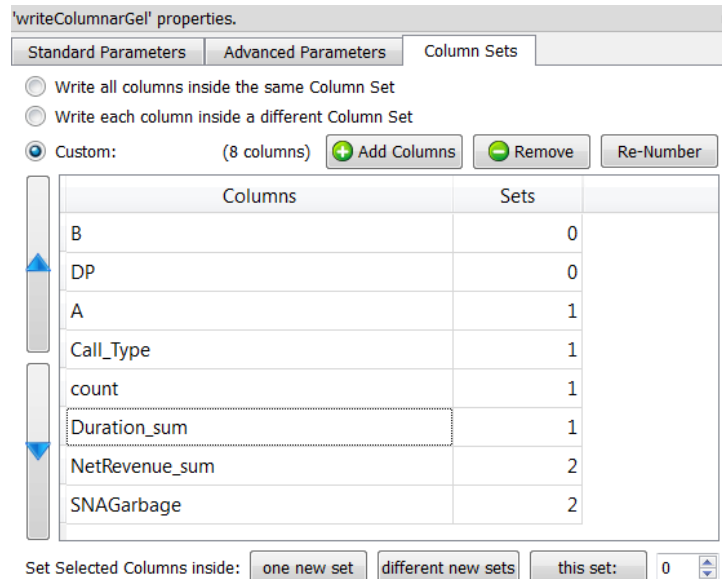 'writeColumnarGel' properties.
Standard Parameters Advanced Parameters Column Sets
Write all columns inside the same Column Set
Write each column inside a different Column Set
Custom: (8 columns) Add Columns Remove Re-Number
Columns Sets
B 0
DP 0
A 1
Call_Type 1
count 1
Duration_sum 1
NetRevenue_sum 2
SNAGarbage 2
Set Selected Columns inside: one new set different new sets this set: 0